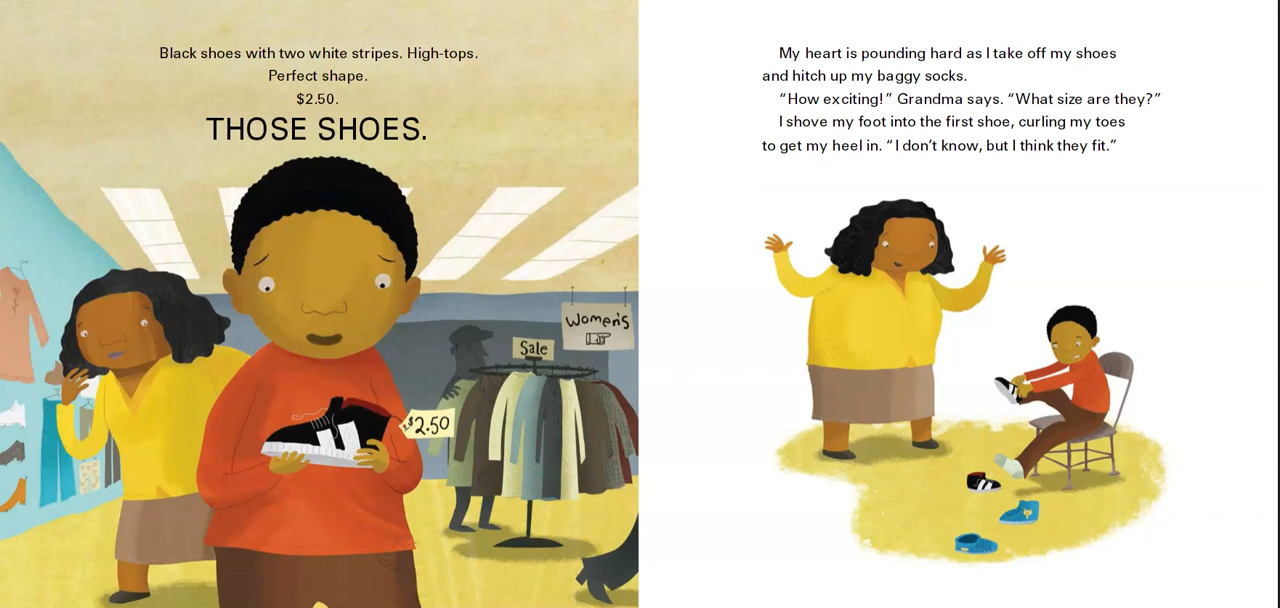 Black shoes with two white stripes. High-tops.
Perfect shape.
$2.50.
THOSE SHOES.
Women's
Sale
$2.50
My heart is pounding hard as I take off my shoes
and hitch up my baggy socks.
“How exciting!” Grandma says. “What size are they?”
I shove my foot into the first shoe, curling my toes
to get my heel in. “I don’t know, but I think they fit.”